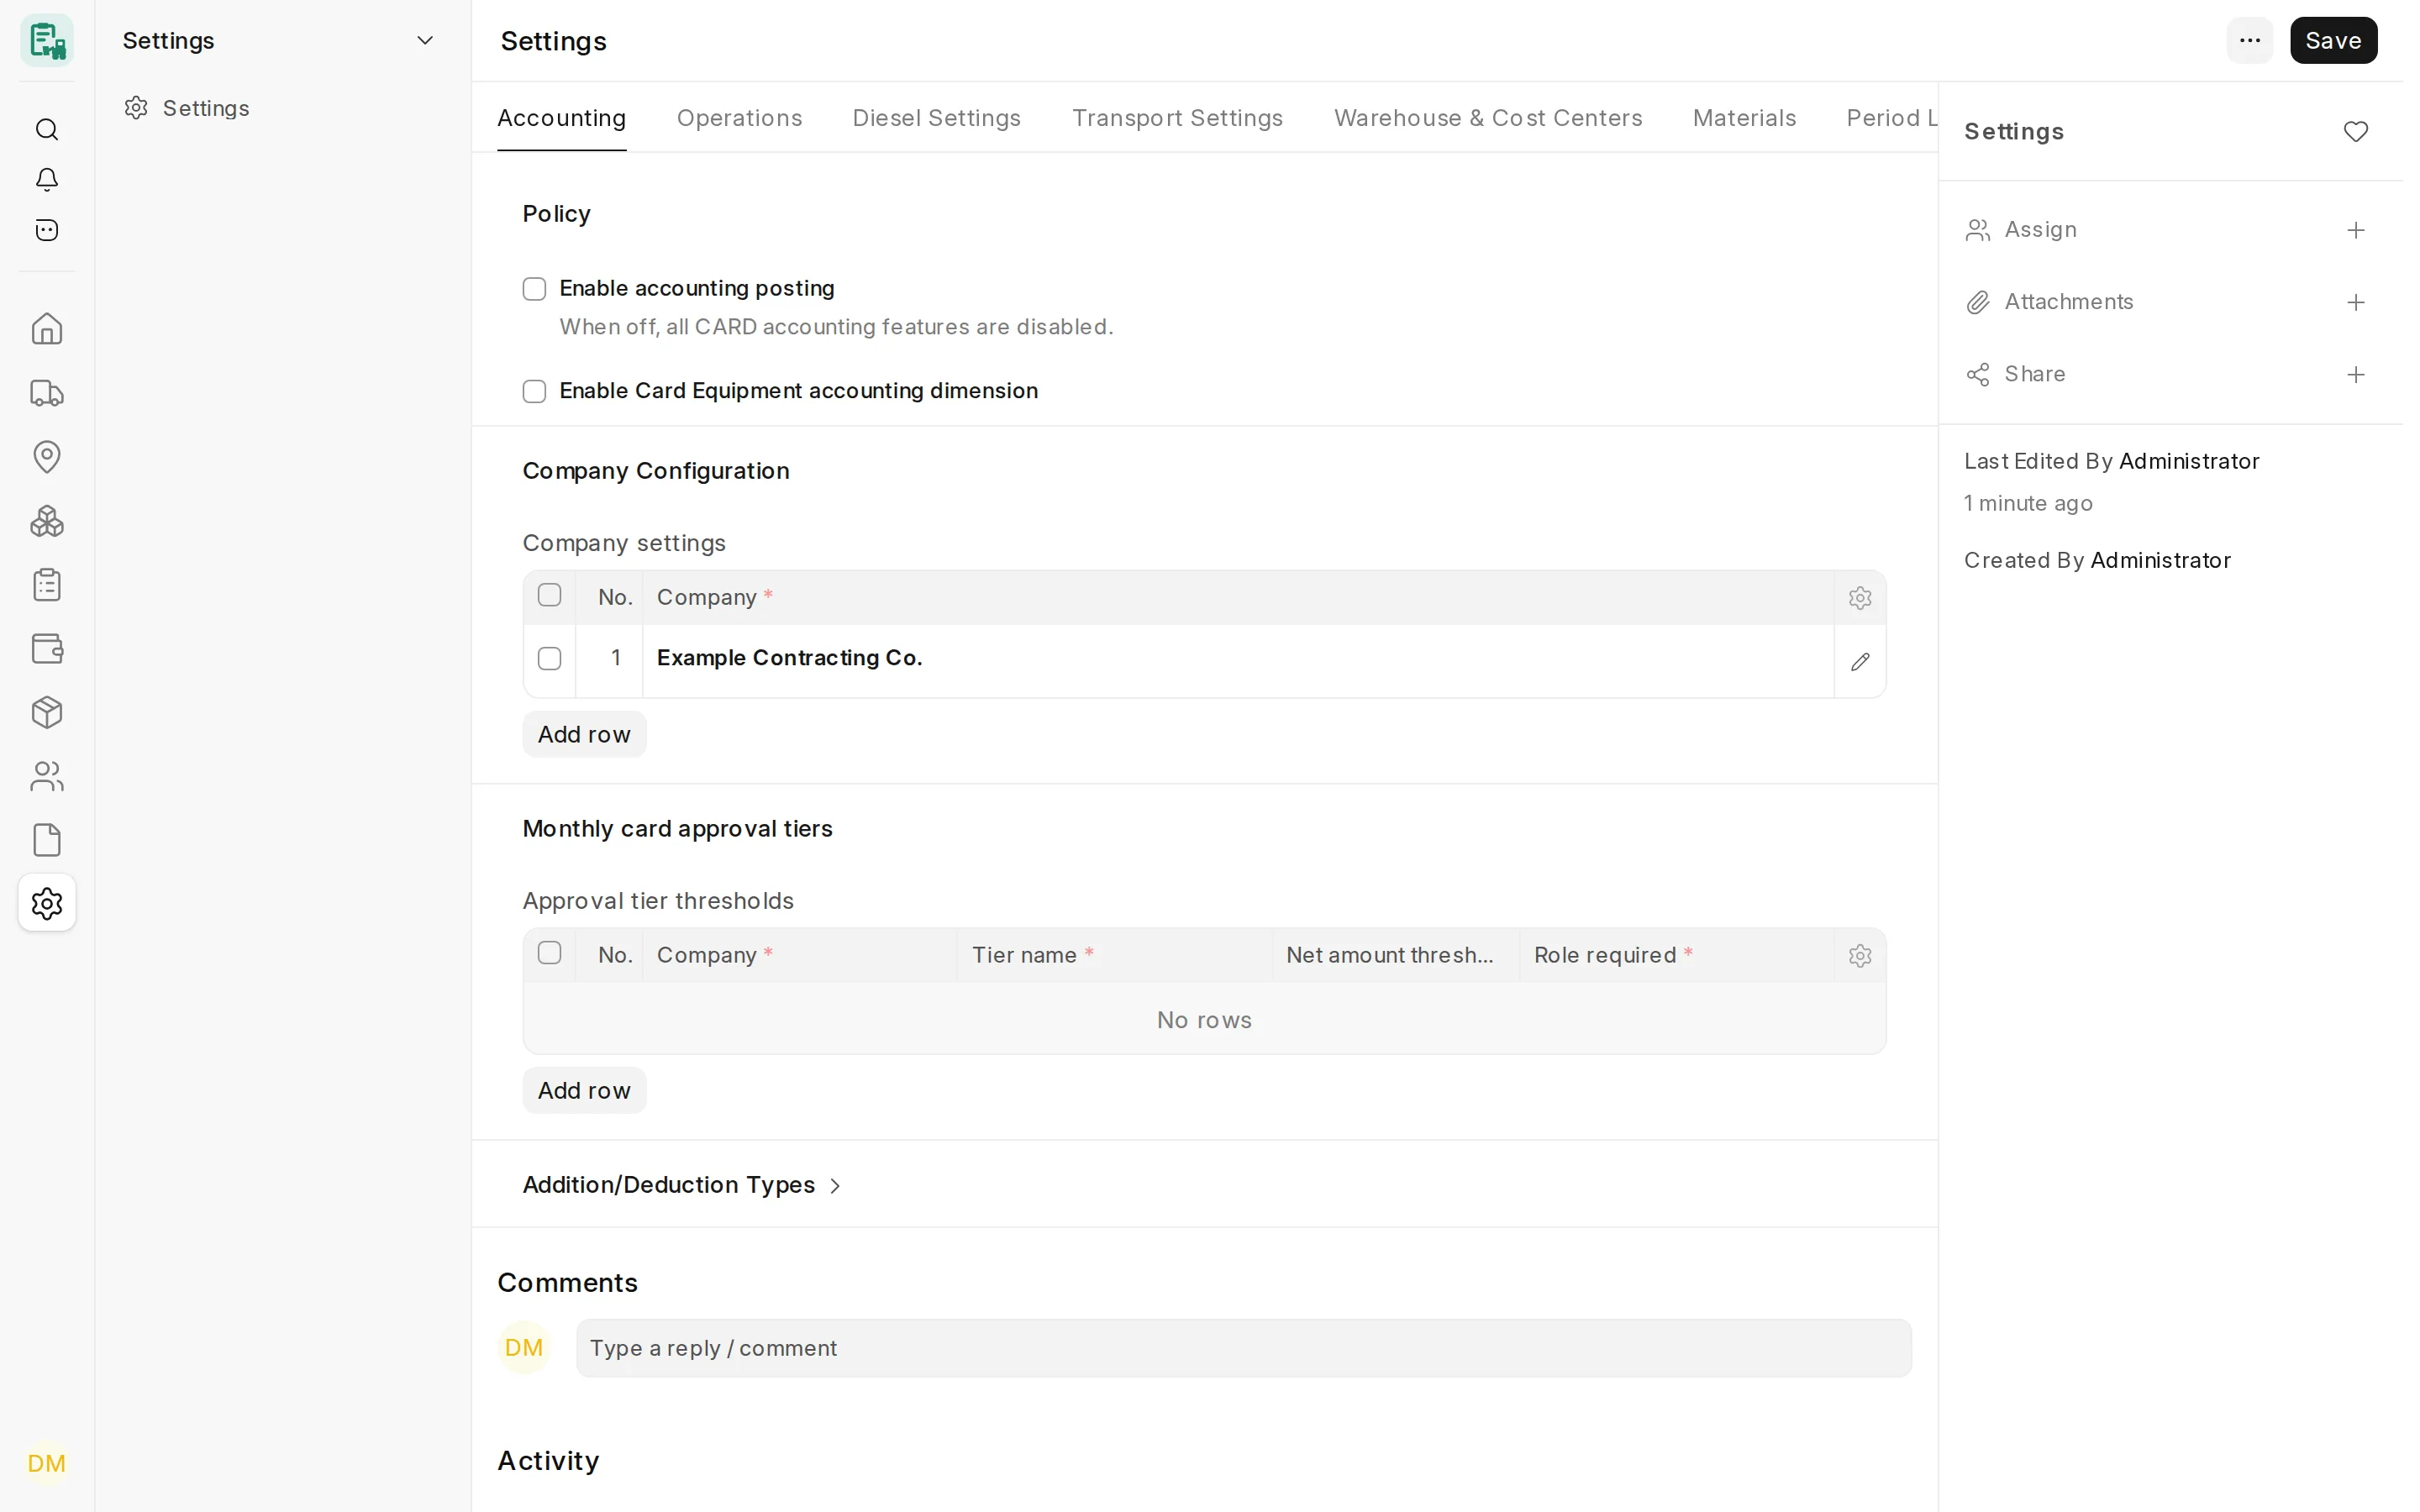 Settings
Settings
Settings
Save
Accounting
Operations
Diesel Settings
Transport Settings
Warehouse & Cost Centers
Materials
Period L
Policy
Enable accounting posting
When off, all CARD accounting features are disabled.
Enable Card Equipment accounting dimension
Company Configuration
Company settings
No. Company *
1 Example Contracting Co.
Add row
Monthly card approval tiers
Approval tier thresholds
No. Company * Tier name * Net amount thresh... Role required *
No rows
Add row
Addition/Deduction Types
Comments
DM
Type a reply / comment
Activity
Settings
Assign
Attachments
Share
Last Edited By Administrator
1 minute ago
Created By Administrator
DM